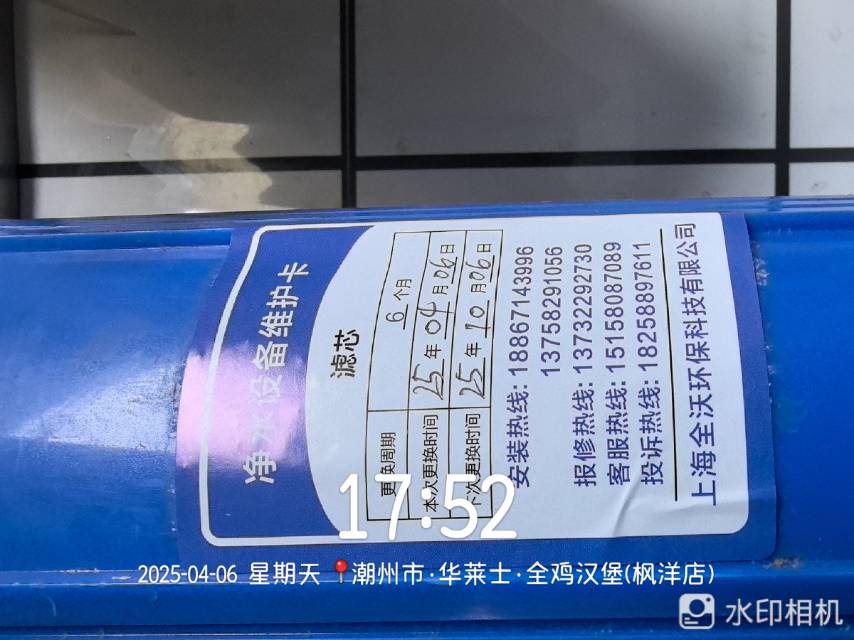 净水设备维护卡
滤芯
更换周期 6 个月
本次更换时间 25 年 04 月 06 日
下次更换时间 25 年 10 月 06 日
安装热线: 18867143996
13758291056
报修热线: 13732292730
客服热线: 15158087089
投诉热线: 18258897611
上海全沃环保科技有限公司
17:52
2025-04-06 星期天 潮州市·华莱士·全鸡汉堡(枫洋店)
水印相机